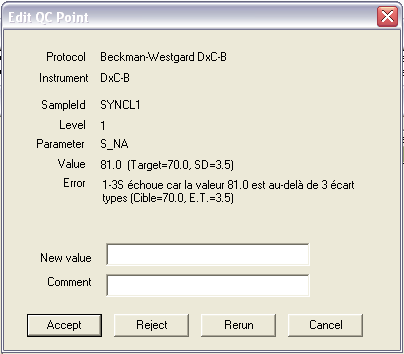 Edit QC Point
Protocol Beckman-Westgard DxC-B
Instrument DxC-B
SampleId SYNCL1
Level 1
Parameter S_NA
Value 81.0 (Target=70.0, SD=3.5)
Error 1-3S échoue car la valeur 81.0 est au-delà de 3 écart
types (Cible=70.0, E.T.=3.5)
New value
Comment
Accept Reject Rerun Cancel